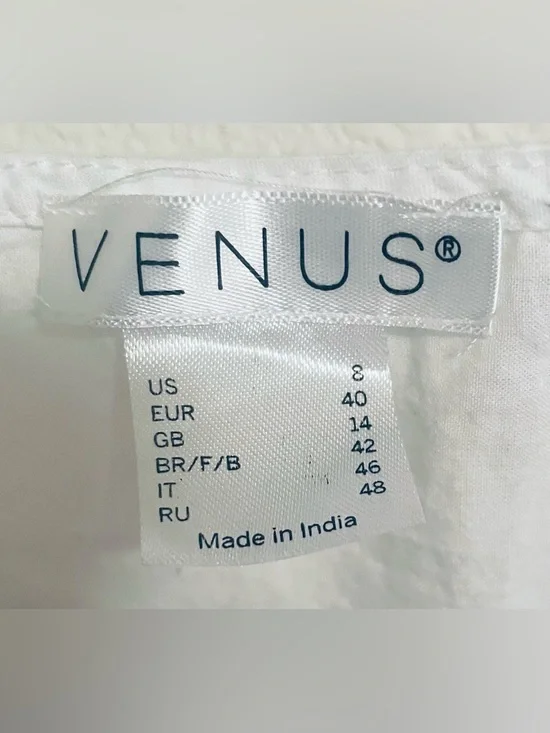 VENUS®
US 8
EUR 40
GB 14
BR/F/B 42
IT 46
RU 48
Made in India